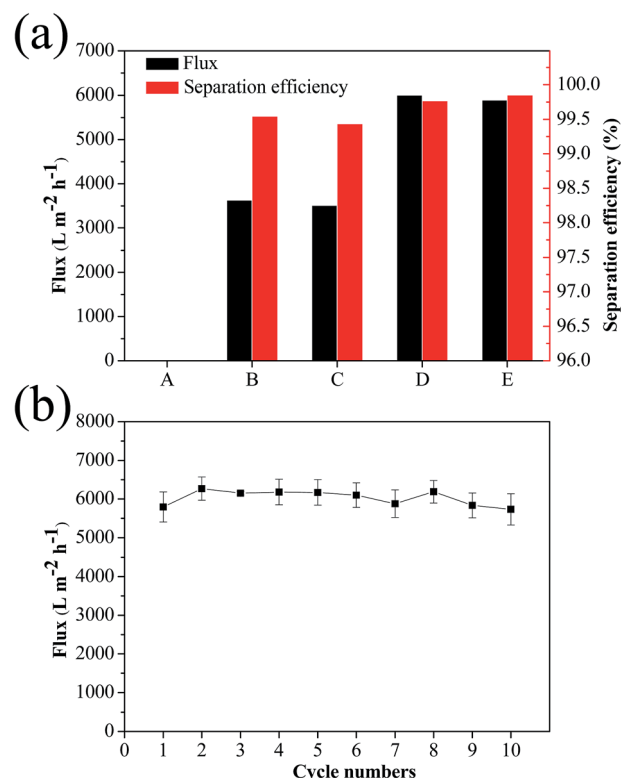 (a)
Flux
Separation efficiency
7000
6000
5000
4000
3000
2000
1000
0
Flux (L m⁻² h⁻¹)
100.0
99.5
99.0
98.5
98.0
97.5
97.0
96.5
96.0
Separation efficiency (%)
A B C D E
(b)
8000
7000
6000
5000
4000
3000
2000
1000
0
Flux (L m⁻² h⁻¹)
0 1 2 3 4 5 6 7 8 9 10
Cycle numbers